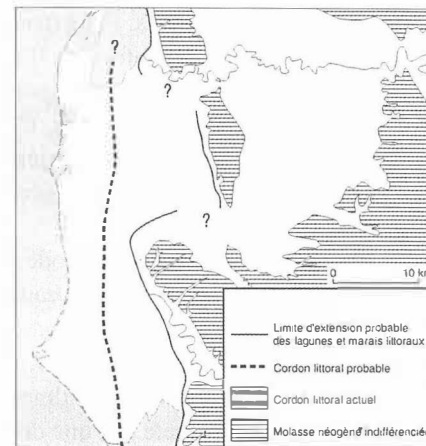 ?
?
?
0 10 km
Limite d'extension probable
des lagunes et marais littoraux
Cordon littoral probable
Cordon littoral actuel
Molasse néogène indifférenciée